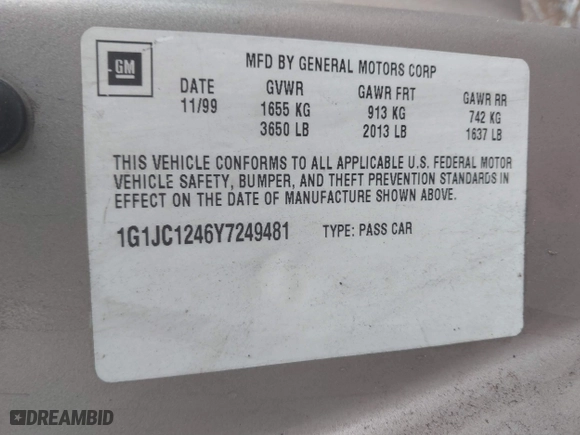 GM
MFD BY GENERAL MOTORS CORP
DATE GVWR GAWR FRT GAWR RR
11/99 1655 KG 913 KG 742 KG
3650 LB 2013 LB 1637 LB
THIS VEHICLE CONFORMS TO ALL APPLICABLE U.S. FEDERAL MOTOR
VEHICLE SAFETY, BUMPER, AND THEFT PREVENTION STANDARDS IN
EFFECT ON THE DATE OF MANUFACTURE SHOWN ABOVE.
1G1JC1246Y7249481 TYPE: PASS CAR
DREAMBID